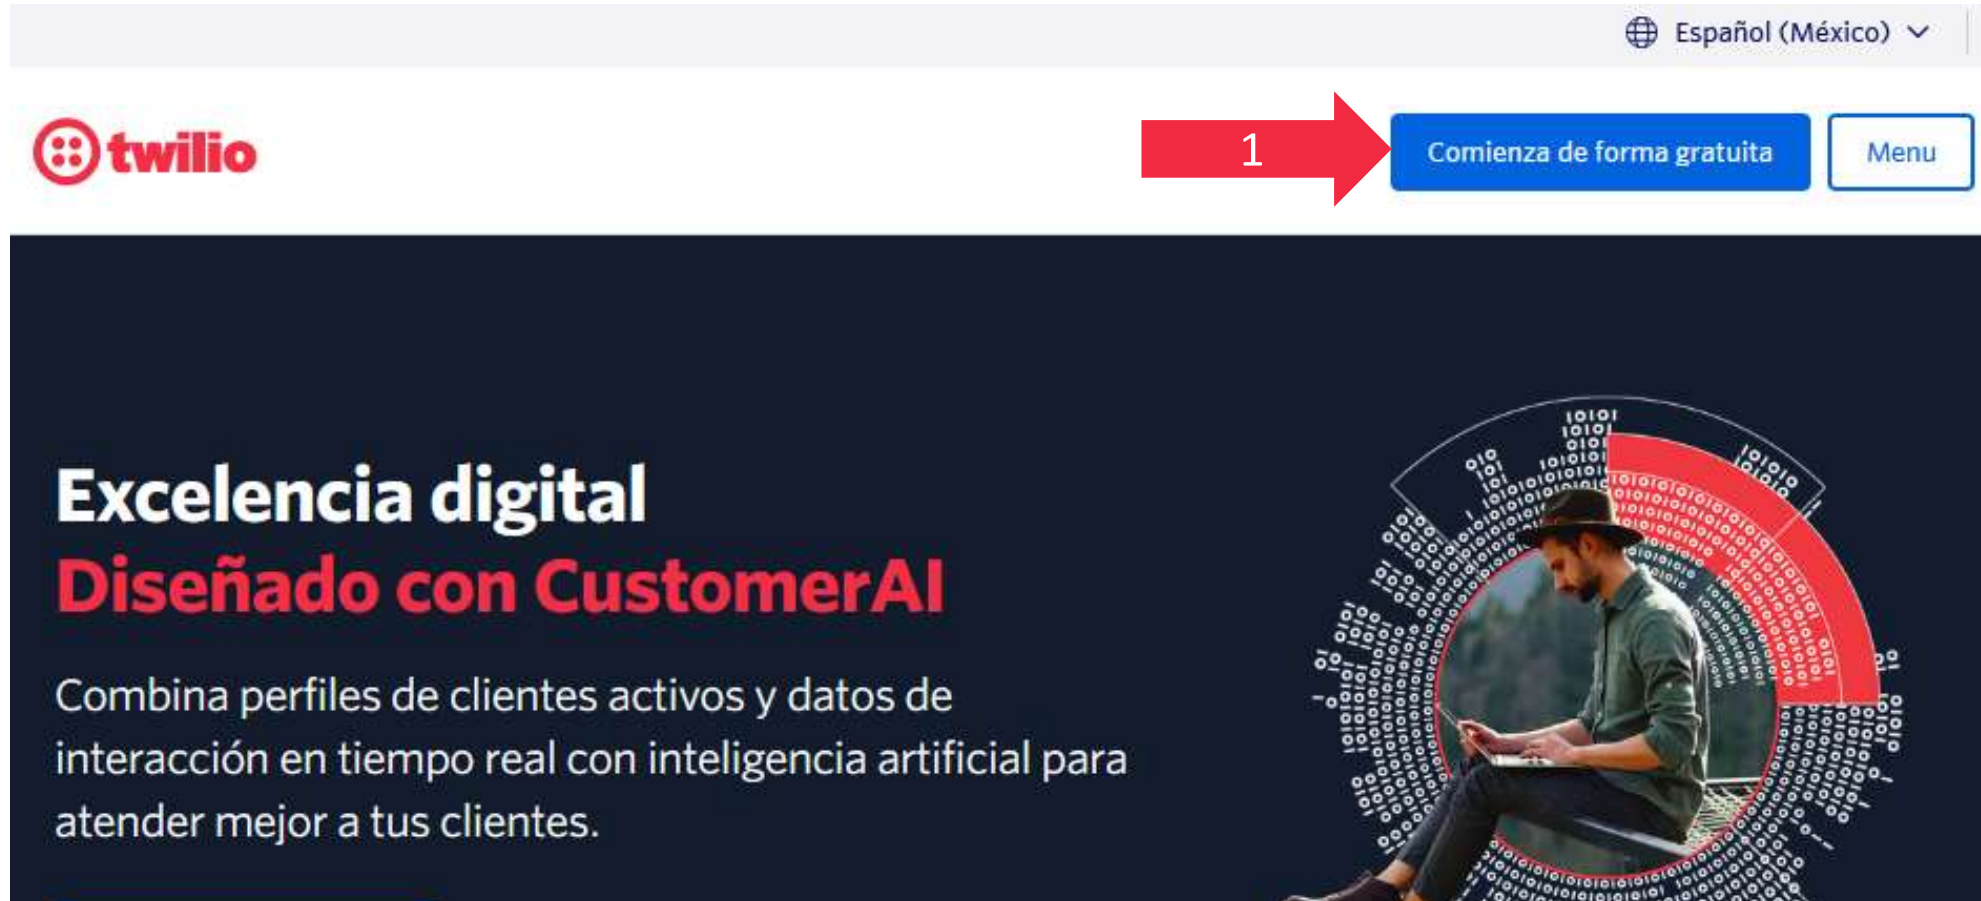 Español (México)
twilio
1
Comienza de forma gratuita
Menu
Excelencia digital
Diseñado con CustomerAI
Combina perfiles de clientes activos y datos de
interacción en tiempo real con inteligencia artificial para
atender mejor a tus clientes.